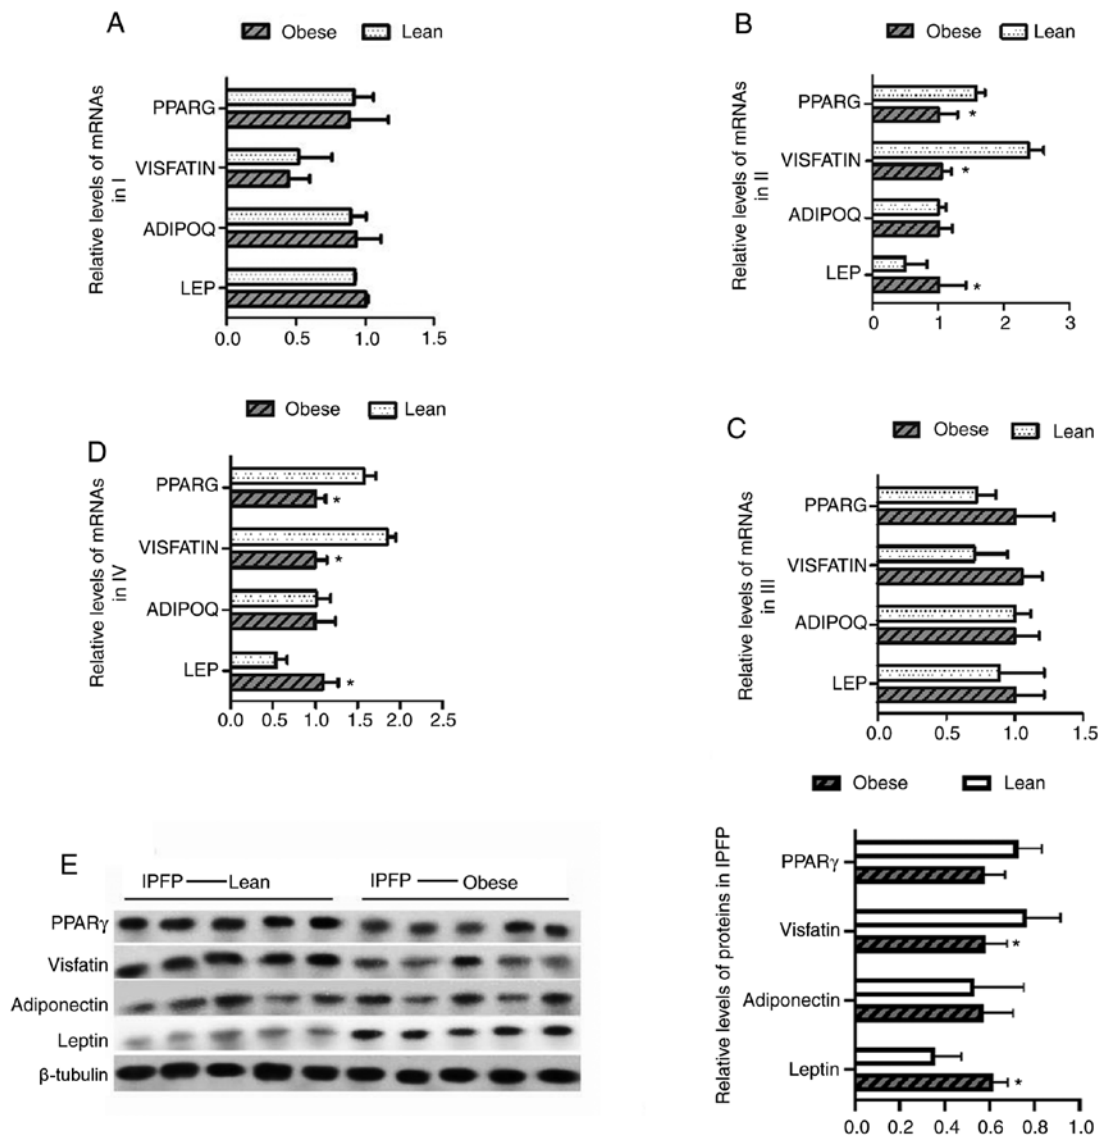 A
Obese
Lean
Relative levels of mRNAs
in I
PPARG
VISFATIN
ADIPOQ
LEP
0.0 0.5 1.0 1.5
B
Obese
Lean
Relative levels of mRNAs
in II
PPARG
*
VISFATIN
*
ADIPOQ
LEP
*
0 1 2 3
D
Obese
Lean
Relative levels of mRNAs
in IV
PPARG
*
VISFATIN
*
ADIPOQ
LEP
*
0.0 0.5 1.0 1.5 2.0 2.5
C
Obese
Lean
Relative levels of mRNAs
in III
PPARG
VISFATIN
ADIPOQ
LEP
0.0 0.5 1.0 1.5
E
IPFP — Lean
IPFP — Obese
PPARγ
Visfatin
Adiponectin
Leptin
β-tubulin
Obese
Lean
Relative levels of proteins in IPFP
PPARγ
Visfatin
*
Adiponectin
Leptin
*
0.0 0.2 0.4 0.6 0.8 1.0